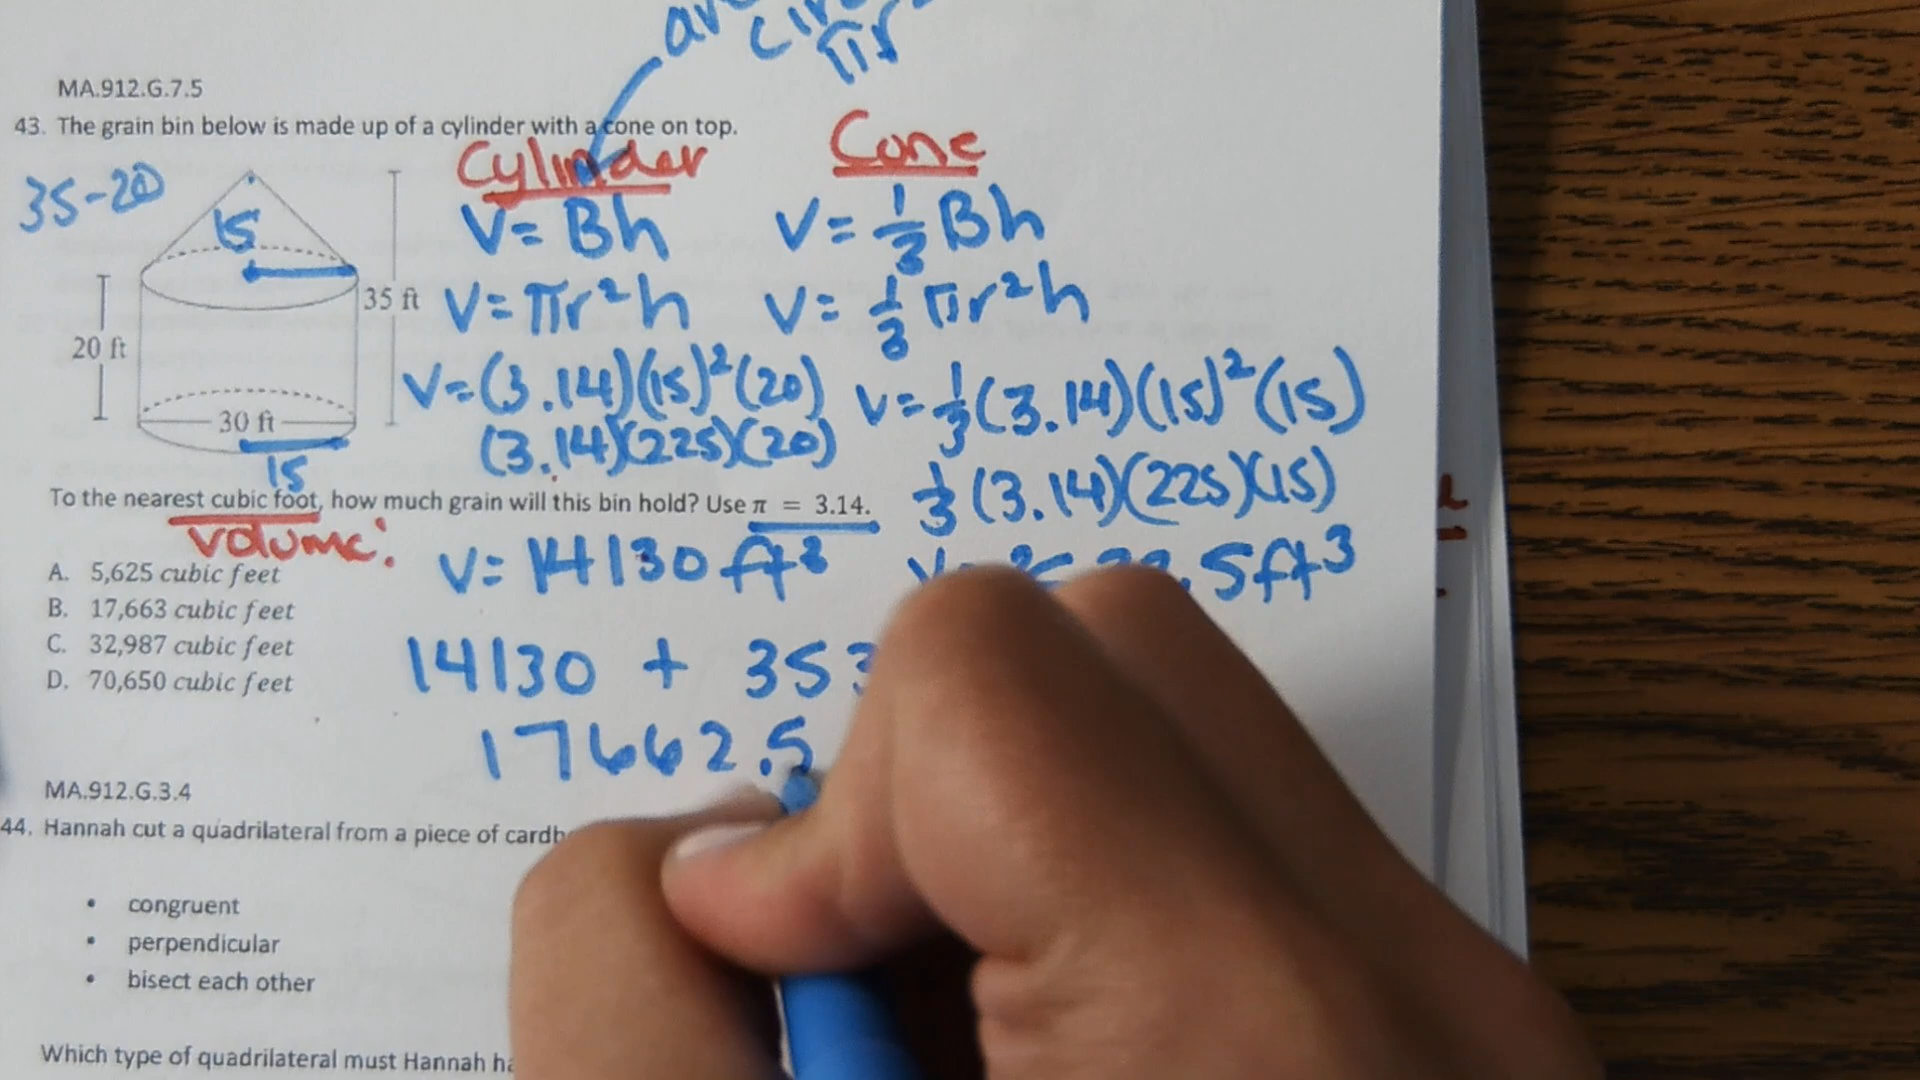 MA.912.G.7.5
43. The grain bin below is made up of a cylinder with a cone on top.
πr
Cylinder
Cone
35-20
15
V= Bh
V= 1/3 Bh
35 ft
V= πr²h
V= 1/3 πr²h
20 ft
V=(3.14)(15)²(20)
V= 1/3 (3.14)(15)²(15)
30 ft
(3.14)(225)(20)
15
1/3 (3.14)(225)(15)
To the nearest cubic foot, how much grain will this bin hold? Use π = 3.14.
volume:
V= 14130 ft³
.5ft³
A. 5,625 cubic feet
B. 17,663 cubic feet
C. 32,987 cubic feet
D. 70,650 cubic feet
14130 + 353
17662.5
MA.912.G.3.4
44. Hannah cut a quadrilateral from a piece of
• congruent
• perpendicular
• bisect each other
Which type of quadrilateral must Hannah